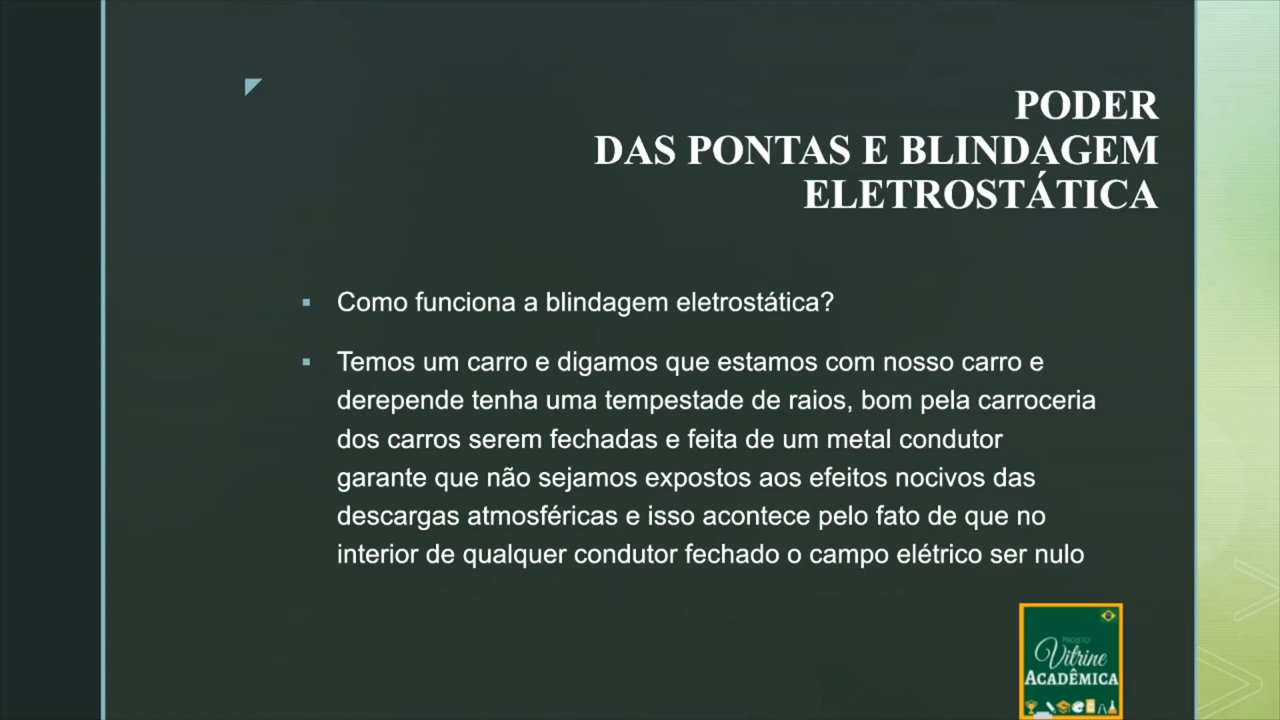 PODER
DAS PONTAS E BLINDAGEM
ELETROSTÁTICA
Como funciona a blindagem eletrostática?
Temos um carro e digamos que estamos com nosso carro e
derepende tenha uma tempestade de raios, bom pela carroceria
dos carros serem fechadas e feita de um metal condutor
garante que não sejamos expostos aos efeitos nocivos das
descargas atmosféricas e isso acontece pelo fato de que no
interior de qualquer condutor fechado o campo elétrico ser nulo
PROJETO
Vitrine
ACADÊMICA